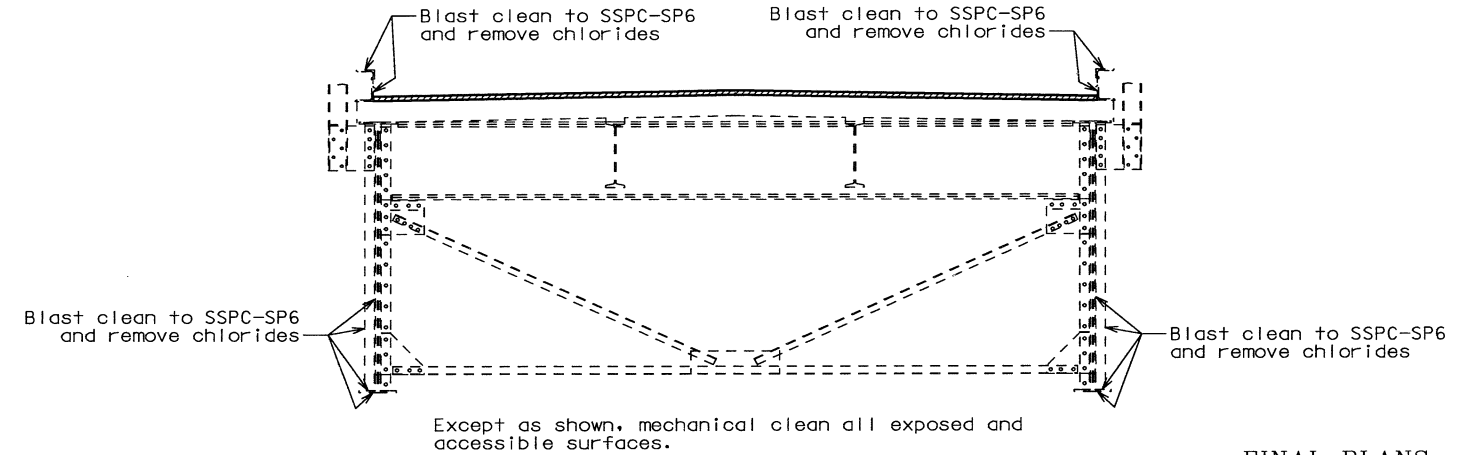 Blast clean to SSPC-SP6
and remove chlorides
Blast clean to SSPC-SP6
and remove chlorides
Blast clean to SSPC-SP6
and remove chlorides
Blast clean to SSPC-SP6
and remove chlorides
Except as shown, mechanical clean all exposed and
accessible surfaces.
FINAL PLANS